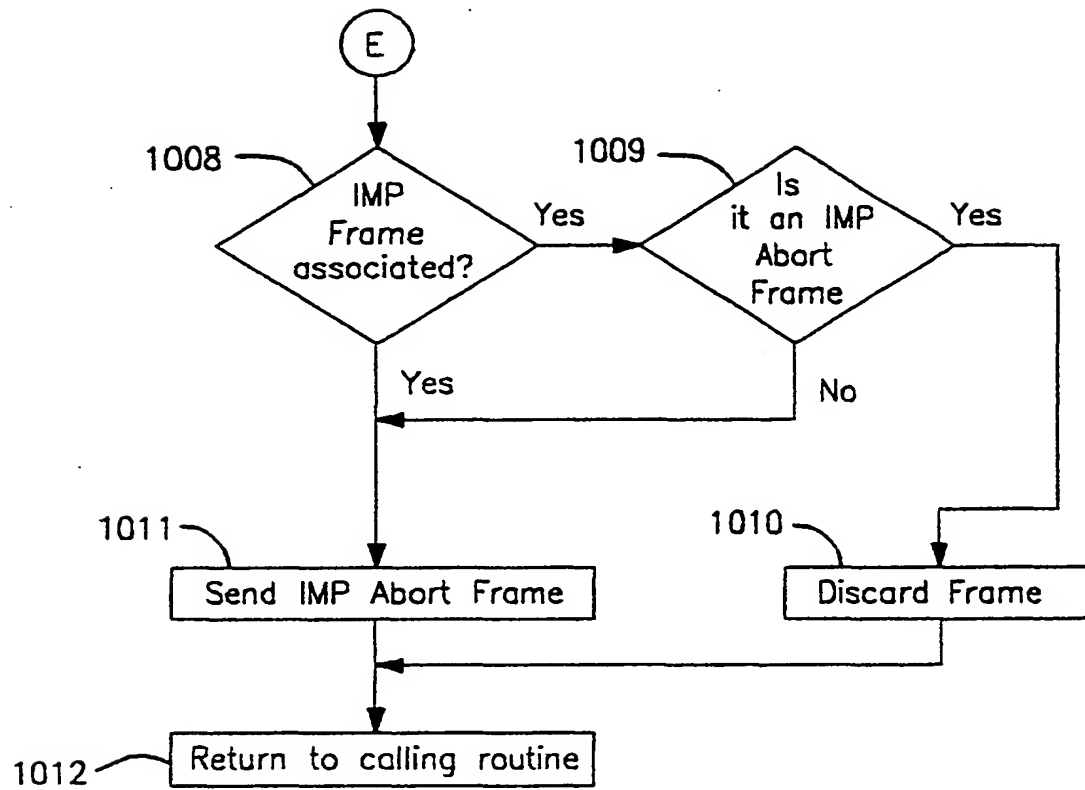 E
1008
IMP
Frame
associated?
Yes
1009
Is
it an IMP
Abort
Frame
Yes
Yes
No
1011
Send IMP Abort Frame
1010
Discard Frame
1012
Return to calling routine